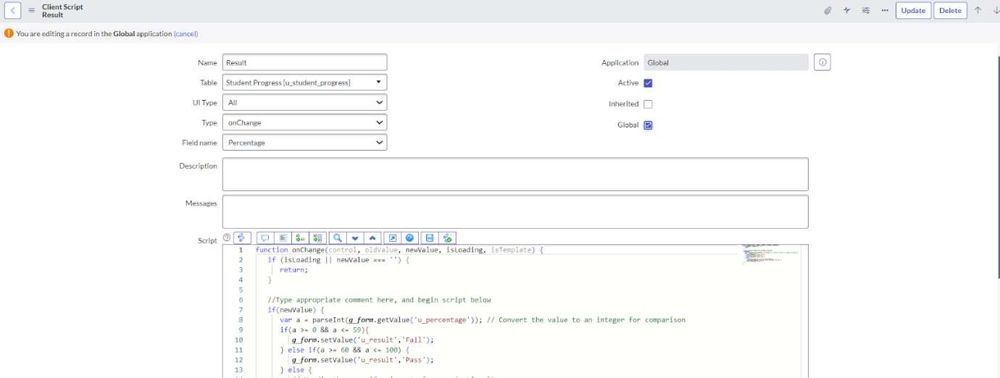 Client Script
Result
Update
Delete
You are editing a record in the Global application (cancel)
Name
Result
Application
Global
Table
Student Progress [u_student_progress]
Active
UI Type
All
Inherited
Type
onChange
Global
Field name
Percentage
Description
Messages
Script
1 function onChange(control, oldValue, newValue, isLoading, isTemplate) {
2 if (isLoading || newValue === '') {
3 return;
4 }
5
6 //Type appropriate comment here, and begin script below
7 if(newValue) {
8 var a = parseInt(g_form.getValue('u_percentage')); // Convert the value to an integer for comparison
9 if(a >= 0 && a <= 59){
10 g_form.setValue('u_result','Fail');
11 } else if(a >= 60 && a <= 100) {
12 g_form.setValue('u_result','Pass');
13 } else {